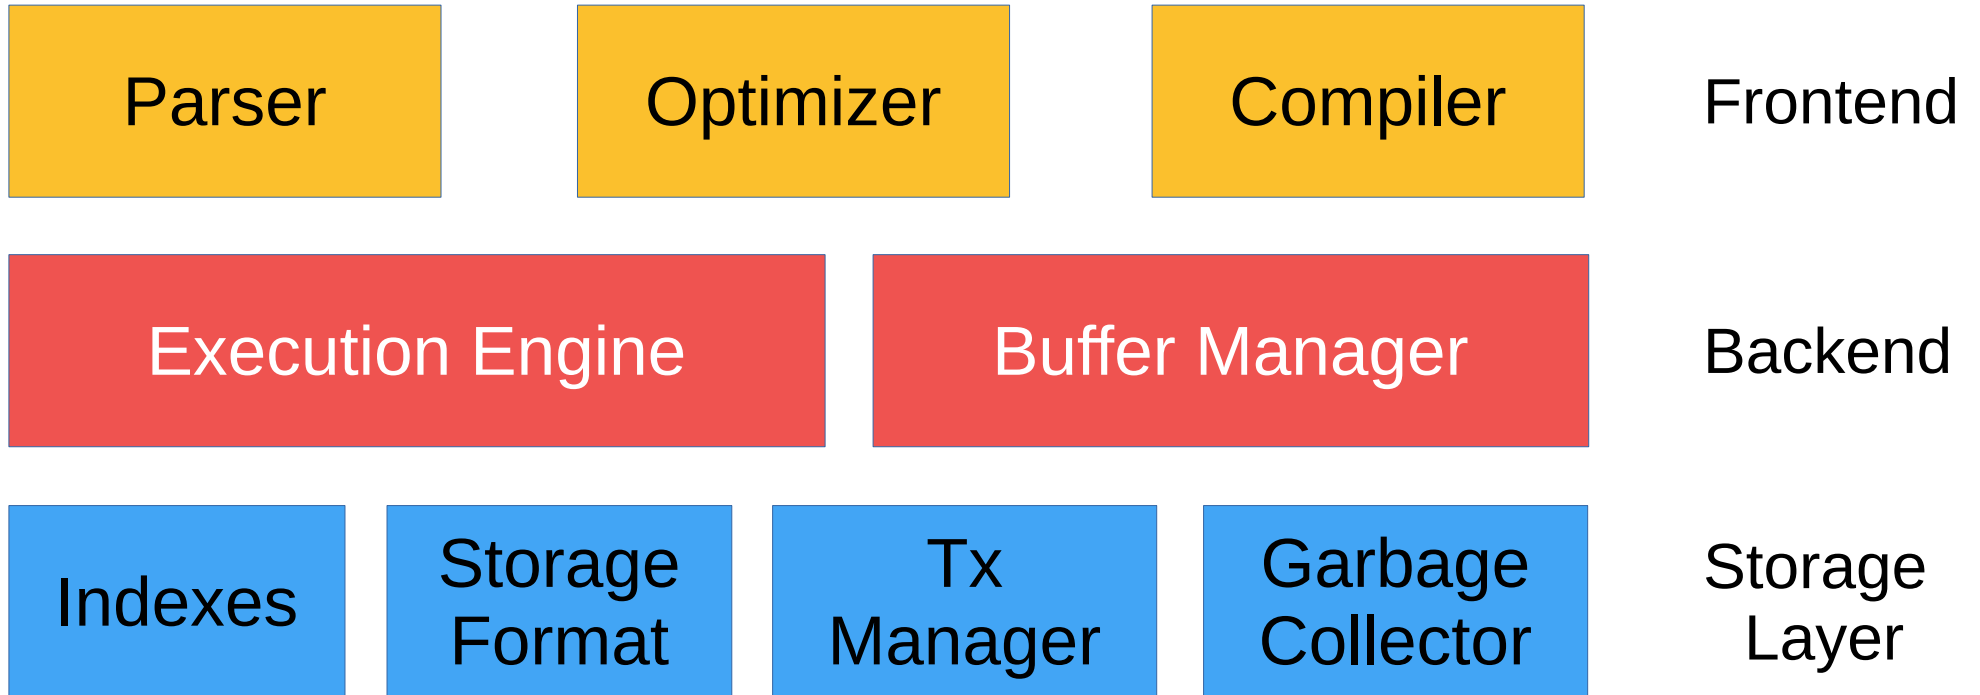 Parser
Optimizer
Compiler
Frontend
Execution Engine
Buffer Manager
Backend
Indexes
Storage
Format
Tx
Manager
Garbage
Collector
Storage
Layer